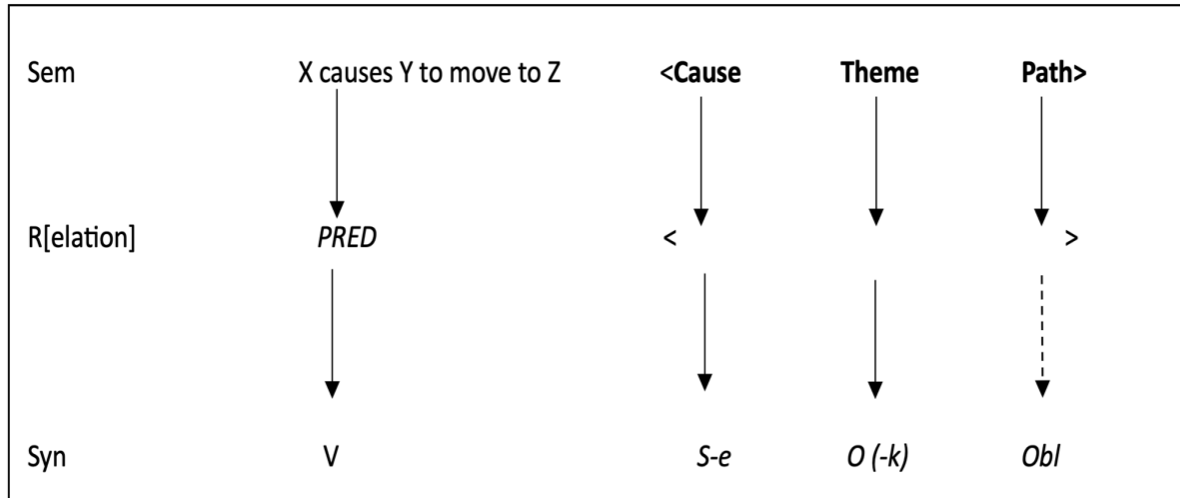 Sem X causes Y to move to Z <Cause Theme Path>
R[elation] PRED < >
Syn V S-e O (-k) Obl